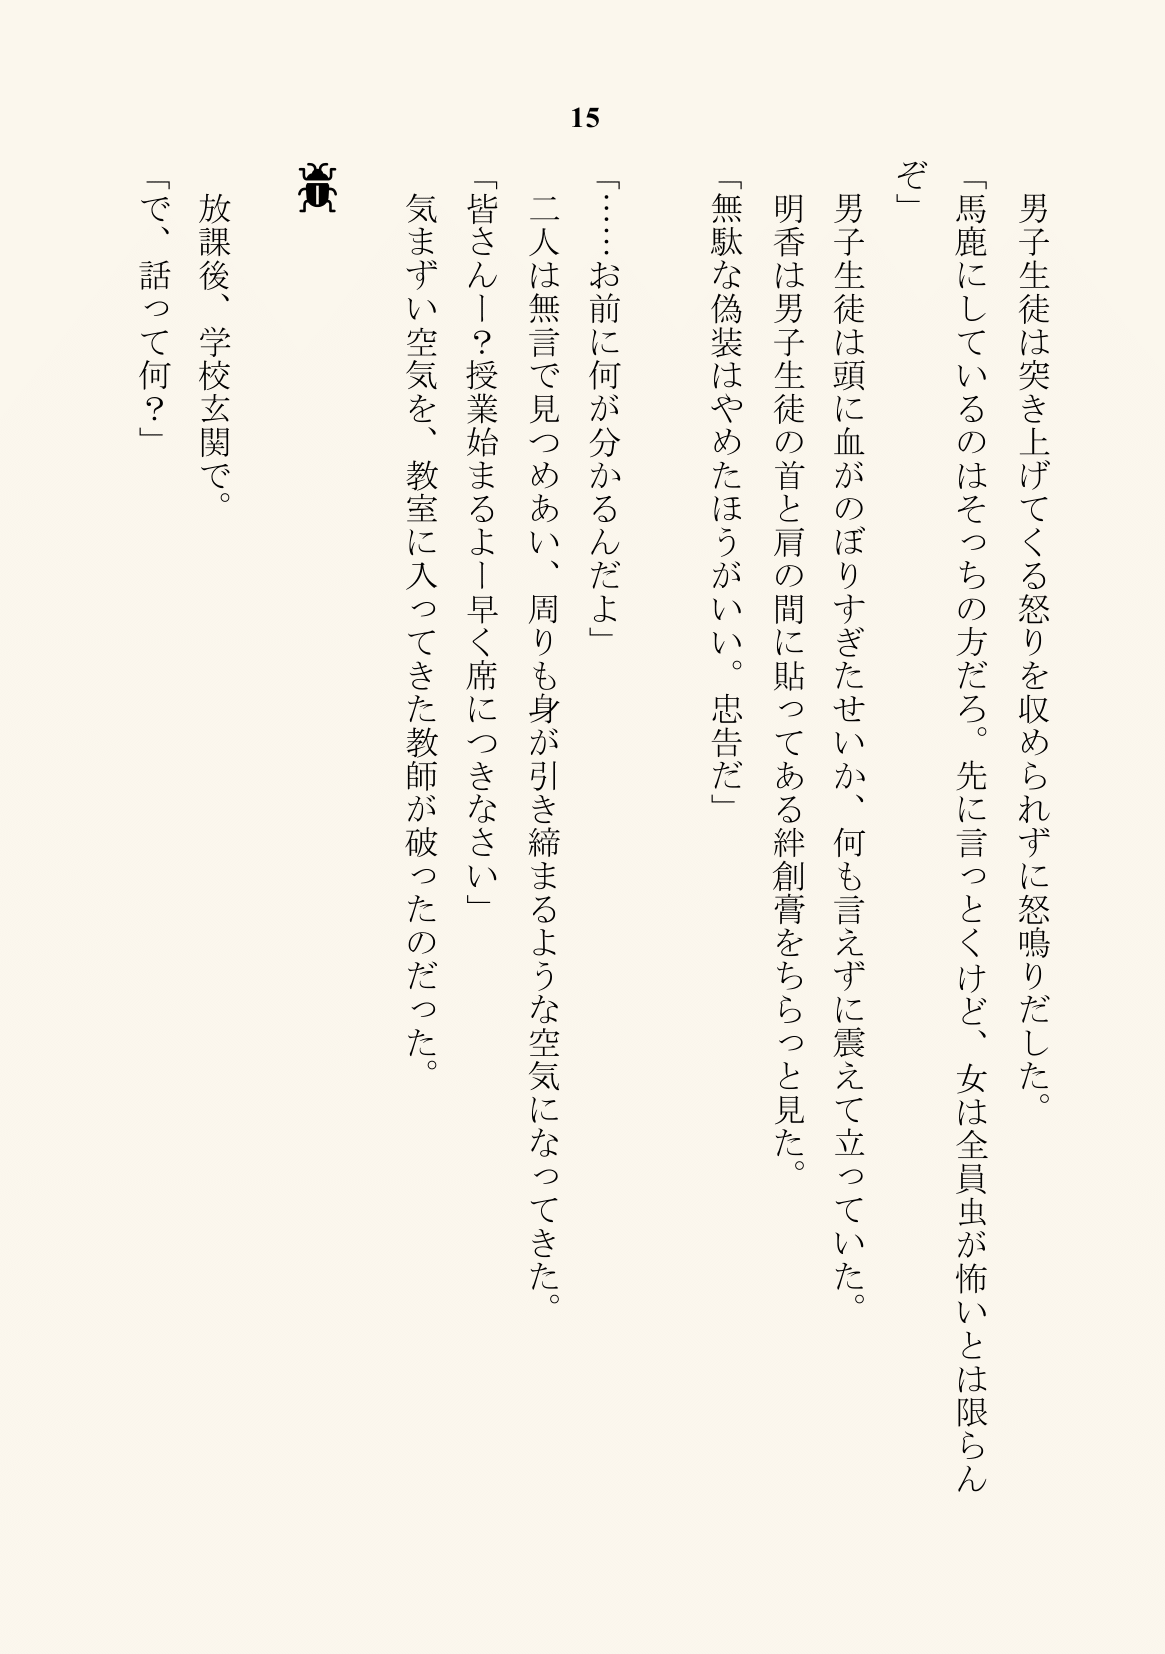 15
男子生徒は突き上げてくる怒りを収められずに怒鳴りだした。
「馬鹿にしているのはそっちの方だろ。先に言っとくけど、女は全員虫が怖いとは限らん
ぞ」
男子生徒は頭に血がのぼりすぎたせいか、何も言えずに震えて立っていた。
明香は男子生徒の首と肩の間に貼ってある絆創膏をちらっと見た。
「無駄な偽装はやめたほうがいい。忠告だ」
「……お前に何が分かるんだよ」
二人は無言で見つめあい、周りも身が引き締まるような空気になってきた。
「皆さんー？授業始まるよー早く席につきなさい」
気まずい空気を、教室に入ってきた教師が破ったのだった。
放課後、学校玄関で。
「で、話って何？」